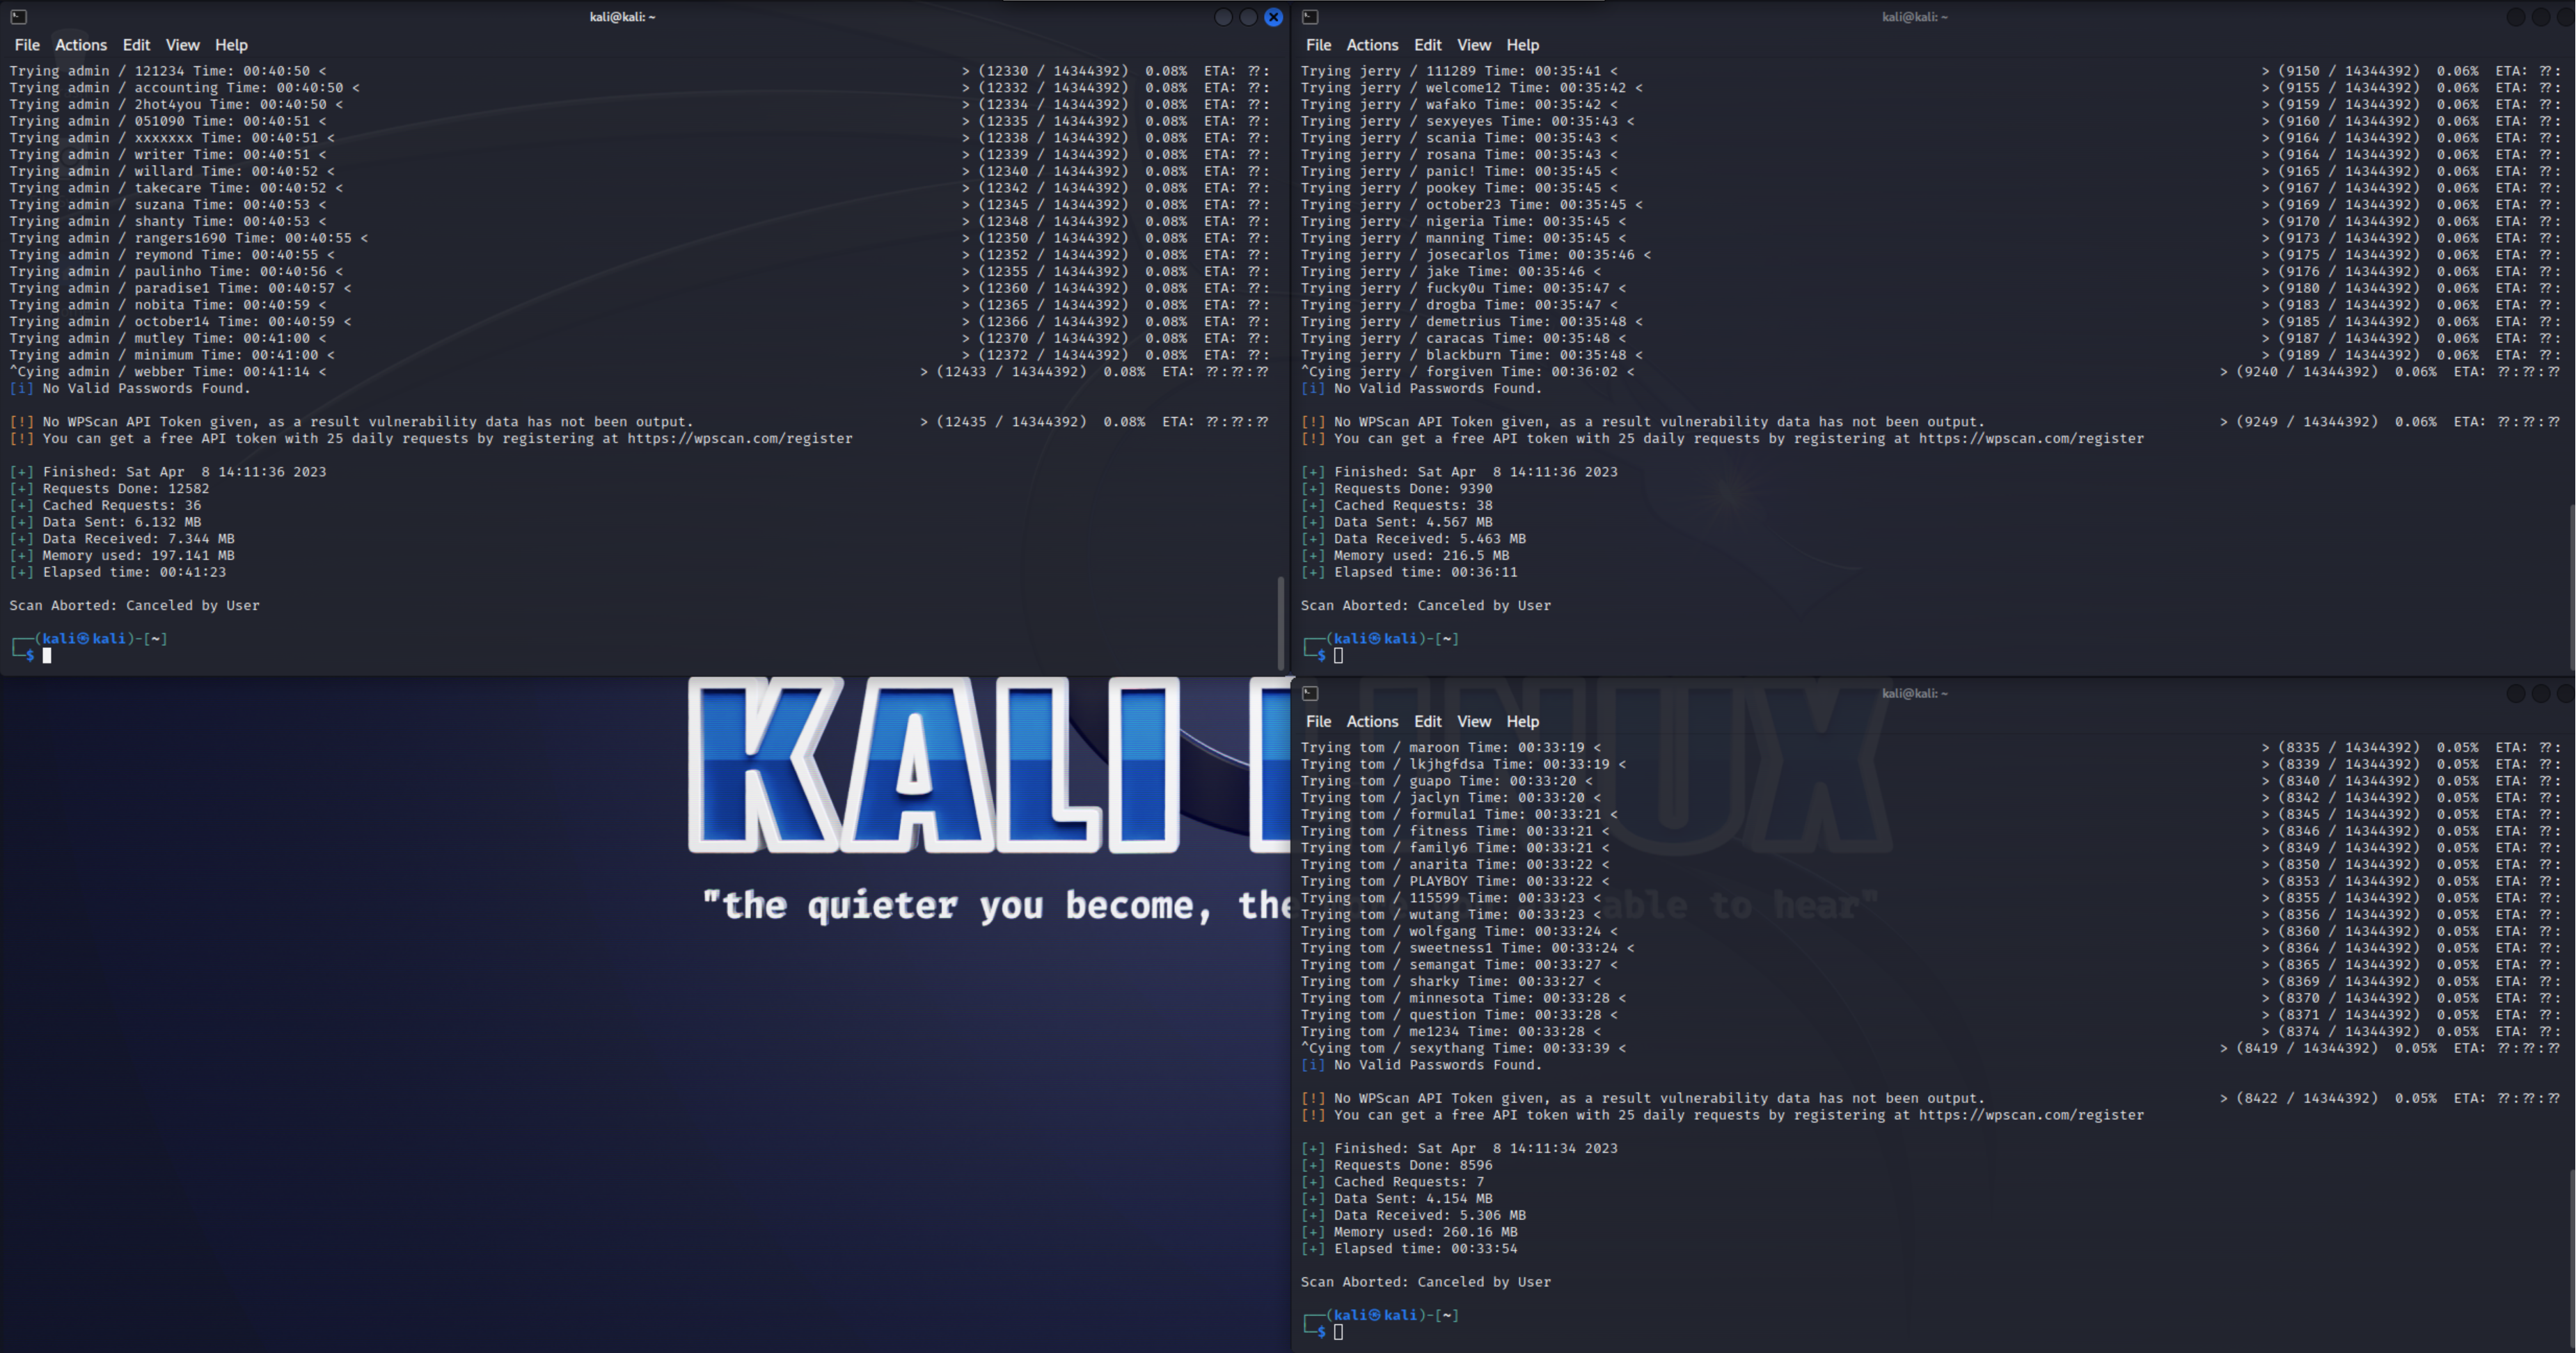 kali@kali: ~
File Actions Edit View Help
Trying admin / 121234 Time: 00:40:50 < > (12330 / 14344392) 0.08% ETA: ??:
Trying admin / accounting Time: 00:40:50 < > (12332 / 14344392) 0.08% ETA: ??:
Trying admin / 2hot4you Time: 00:40:50 < > (12334 / 14344392) 0.08% ETA: ??:
Trying admin / 051090 Time: 00:40:51 < > (12335 / 14344392) 0.08% ETA: ??:
Trying admin / xxxxxxx Time: 00:40:51 < > (12338 / 14344392) 0.08% ETA: ??:
Trying admin / writer Time: 00:40:51 < > (12339 / 14344392) 0.08% ETA: ??:
Trying admin / willard Time: 00:40:52 < > (12340 / 14344392) 0.08% ETA: ??:
Trying admin / takecare Time: 00:40:52 < > (12342 / 14344392) 0.08% ETA: ??:
Trying admin / suzana Time: 00:40:53 < > (12345 / 14344392) 0.08% ETA: ??:
Trying admin / shanty Time: 00:40:53 < > (12348 / 14344392) 0.08% ETA: ??:
Trying admin / rangers1690 Time: 00:40:55 < > (12350 / 14344392) 0.08% ETA: ??:
Trying admin / reymond Time: 00:40:55 < > (12352 / 14344392) 0.08% ETA: ??:
Trying admin / paulinho Time: 00:40:56 < > (12355 / 14344392) 0.08% ETA: ??:
Trying admin / paradise1 Time: 00:40:57 < > (12360 / 14344392) 0.08% ETA: ??:
Trying admin / nobita Time: 00:40:59 < > (12365 / 14344392) 0.08% ETA: ??:
Trying admin / october14 Time: 00:40:59 < > (12366 / 14344392) 0.08% ETA: ??:
Trying admin / mutley Time: 00:41:00 < > (12370 / 14344392) 0.08% ETA: ??:
Trying admin / minimum Time: 00:41:00 < > (12372 / 14344392) 0.08% ETA: ??:
^Cying admin / webber Time: 00:41:14 < > (12433 / 14344392) 0.08% ETA: ??:??:??
[i] No Valid Passwords Found.
[!] No WPScan API Token given, as a result vulnerability data has not been output. > (12435 / 14344392) 0.08% ETA: ??:??:??
[!] You can get a free API token with 25 daily requests by registering at https://wpscan.com/register
[+] Finished: Sat Apr  8 14:11:36 2023
[+] Requests Done: 12582
[+] Cached Requests: 36
[+] Data Sent: 6.132 MB
[+] Data Received: 7.344 MB
[+] Memory used: 197.141 MB
[+] Elapsed time: 00:41:23
Scan Aborted: Canceled by User
(kali㉿kali)-[~]
$
kali@kali: ~
File Actions Edit View Help
Trying jerry / 111289 Time: 00:35:41 < > (9150 / 14344392) 0.06% ETA: ??:
Trying jerry / welcome12 Time: 00:35:42 < > (9155 / 14344392) 0.06% ETA: ??:
Trying jerry / wafako Time: 00:35:42 < > (9159 / 14344392) 0.06% ETA: ??:
Trying jerry / sexyeyes Time: 00:35:43 < > (9160 / 14344392) 0.06% ETA: ??:
Trying jerry / scania Time: 00:35:43 < > (9164 / 14344392) 0.06% ETA: ??:
Trying jerry / rosana Time: 00:35:43 < > (9164 / 14344392) 0.06% ETA: ??:
Trying jerry / panic! Time: 00:35:45 < > (9165 / 14344392) 0.06% ETA: ??:
Trying jerry / pookey Time: 00:35:45 < > (9167 / 14344392) 0.06% ETA: ??:
Trying jerry / october23 Time: 00:35:45 < > (9169 / 14344392) 0.06% ETA: ??:
Trying jerry / nigeria Time: 00:35:45 < > (9170 / 14344392) 0.06% ETA: ??:
Trying jerry / manning Time: 00:35:45 < > (9173 / 14344392) 0.06% ETA: ??:
Trying jerry / josecarlos Time: 00:35:46 < > (9175 / 14344392) 0.06% ETA: ??:
Trying jerry / jake Time: 00:35:46 < > (9176 / 14344392) 0.06% ETA: ??:
Trying jerry / fucky0u Time: 00:35:47 < > (9180 / 14344392) 0.06% ETA: ??:
Trying jerry / drogba Time: 00:35:47 < > (9183 / 14344392) 0.06% ETA: ??:
Trying jerry / demetrius Time: 00:35:48 < > (9185 / 14344392) 0.06% ETA: ??:
Trying jerry / caracas Time: 00:35:48 < > (9187 / 14344392) 0.06% ETA: ??:
Trying jerry / blackburn Time: 00:35:48 < > (9189 / 14344392) 0.06% ETA: ??:
^Cying jerry / forgiven Time: 00:36:02 < > (9240 / 14344392) 0.06% ETA: ??:??:??
[i] No Valid Passwords Found.
[!] No WPScan API Token given, as a result vulnerability data has not been output. > (9249 / 14344392) 0.06% ETA: ??:??:??
[!] You can get a free API token with 25 daily requests by registering at https://wpscan.com/register
[+] Finished: Sat Apr  8 14:11:36 2023
[+] Requests Done: 9390
[+] Cached Requests: 38
[+] Data Sent: 4.567 MB
[+] Data Received: 5.463 MB
[+] Memory used: 216.5 MB
[+] Elapsed time: 00:36:11
Scan Aborted: Canceled by User
(kali㉿kali)-[~]
$
KALI LINUX
"the quieter you become, the able to hear"
kali@kali: ~
File Actions Edit View Help
Trying tom / maroon Time: 00:33:19 < > (8335 / 14344392) 0.05% ETA: ??:
Trying tom / lkjhgfdsa Time: 00:33:19 < > (8339 / 14344392) 0.05% ETA: ??:
Trying tom / guapo Time: 00:33:20 < > (8340 / 14344392) 0.05% ETA: ??:
Trying tom / jaclyn Time: 00:33:20 < > (8342 / 14344392) 0.05% ETA: ??:
Trying tom / formula1 Time: 00:33:21 < > (8345 / 14344392) 0.05% ETA: ??:
Trying tom / fitness Time: 00:33:21 < > (8346 / 14344392) 0.05% ETA: ??:
Trying tom / family6 Time: 00:33:21 < > (8349 / 14344392) 0.05% ETA: ??:
Trying tom / anarita Time: 00:33:22 < > (8350 / 14344392) 0.05% ETA: ??:
Trying tom / PLAYBOY Time: 00:33:22 < > (8353 / 14344392) 0.05% ETA: ??:
Trying tom / 115599 Time: 00:33:23 < > (8355 / 14344392) 0.05% ETA: ??:
Trying tom / wutang Time: 00:33:23 < > (8356 / 14344392) 0.05% ETA: ??:
Trying tom / wolfgang Time: 00:33:24 < > (8360 / 14344392) 0.05% ETA: ??:
Trying tom / sweetness1 Time: 00:33:24 < > (8364 / 14344392) 0.05% ETA: ??:
Trying tom / semangat Time: 00:33:27 < > (8365 / 14344392) 0.05% ETA: ??:
Trying tom / sharky Time: 00:33:27 < > (8369 / 14344392) 0.05% ETA: ??:
Trying tom / minnesota Time: 00:33:28 < > (8370 / 14344392) 0.05% ETA: ??:
Trying tom / question Time: 00:33:28 < > (8371 / 14344392) 0.05% ETA: ??:
Trying tom / me1234 Time: 00:33:28 < > (8374 / 14344392) 0.05% ETA: ??:
^Cying tom / sexythang Time: 00:33:39 < > (8419 / 14344392) 0.05% ETA: ??:??:??
[i] No Valid Passwords Found.
[!] No WPScan API Token given, as a result vulnerability data has not been output. > (8422 / 14344392) 0.05% ETA: ??:??:??
[!] You can get a free API token with 25 daily requests by registering at https://wpscan.com/register
[+] Finished: Sat Apr  8 14:11:34 2023
[+] Requests Done: 8596
[+] Cached Requests: 7
[+] Data Sent: 4.154 MB
[+] Data Received: 5.306 MB
[+] Memory used: 260.16 MB
[+] Elapsed time: 00:33:54
Scan Aborted: Canceled by User
(kali㉿kali)-[~]
$